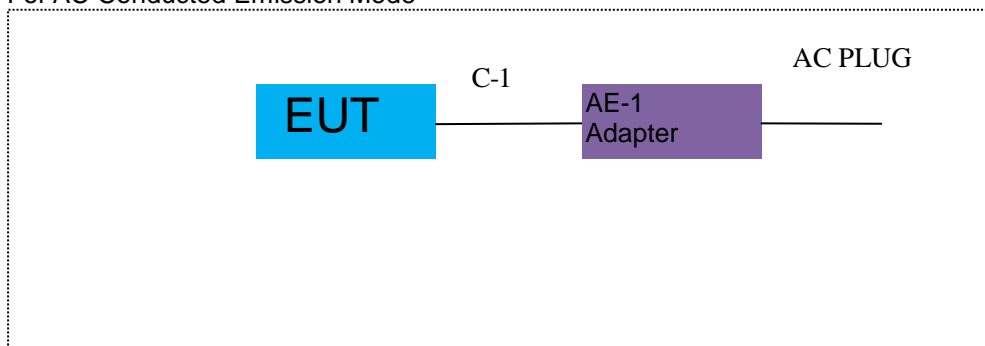 For AC Conducted Emission Mode
AC PLUG
C-1
EUT
AE-1
Adapter